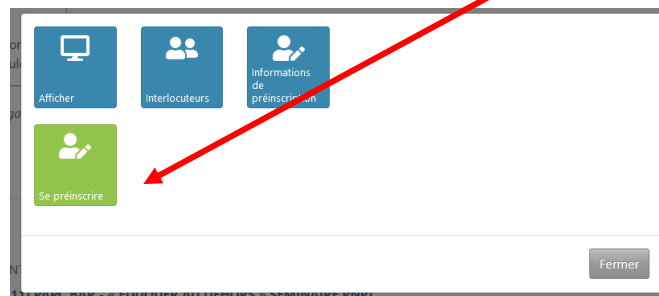 Informations
de
Afficher
Interlocuteurs
préinscription
Se préinscrire
Fermer